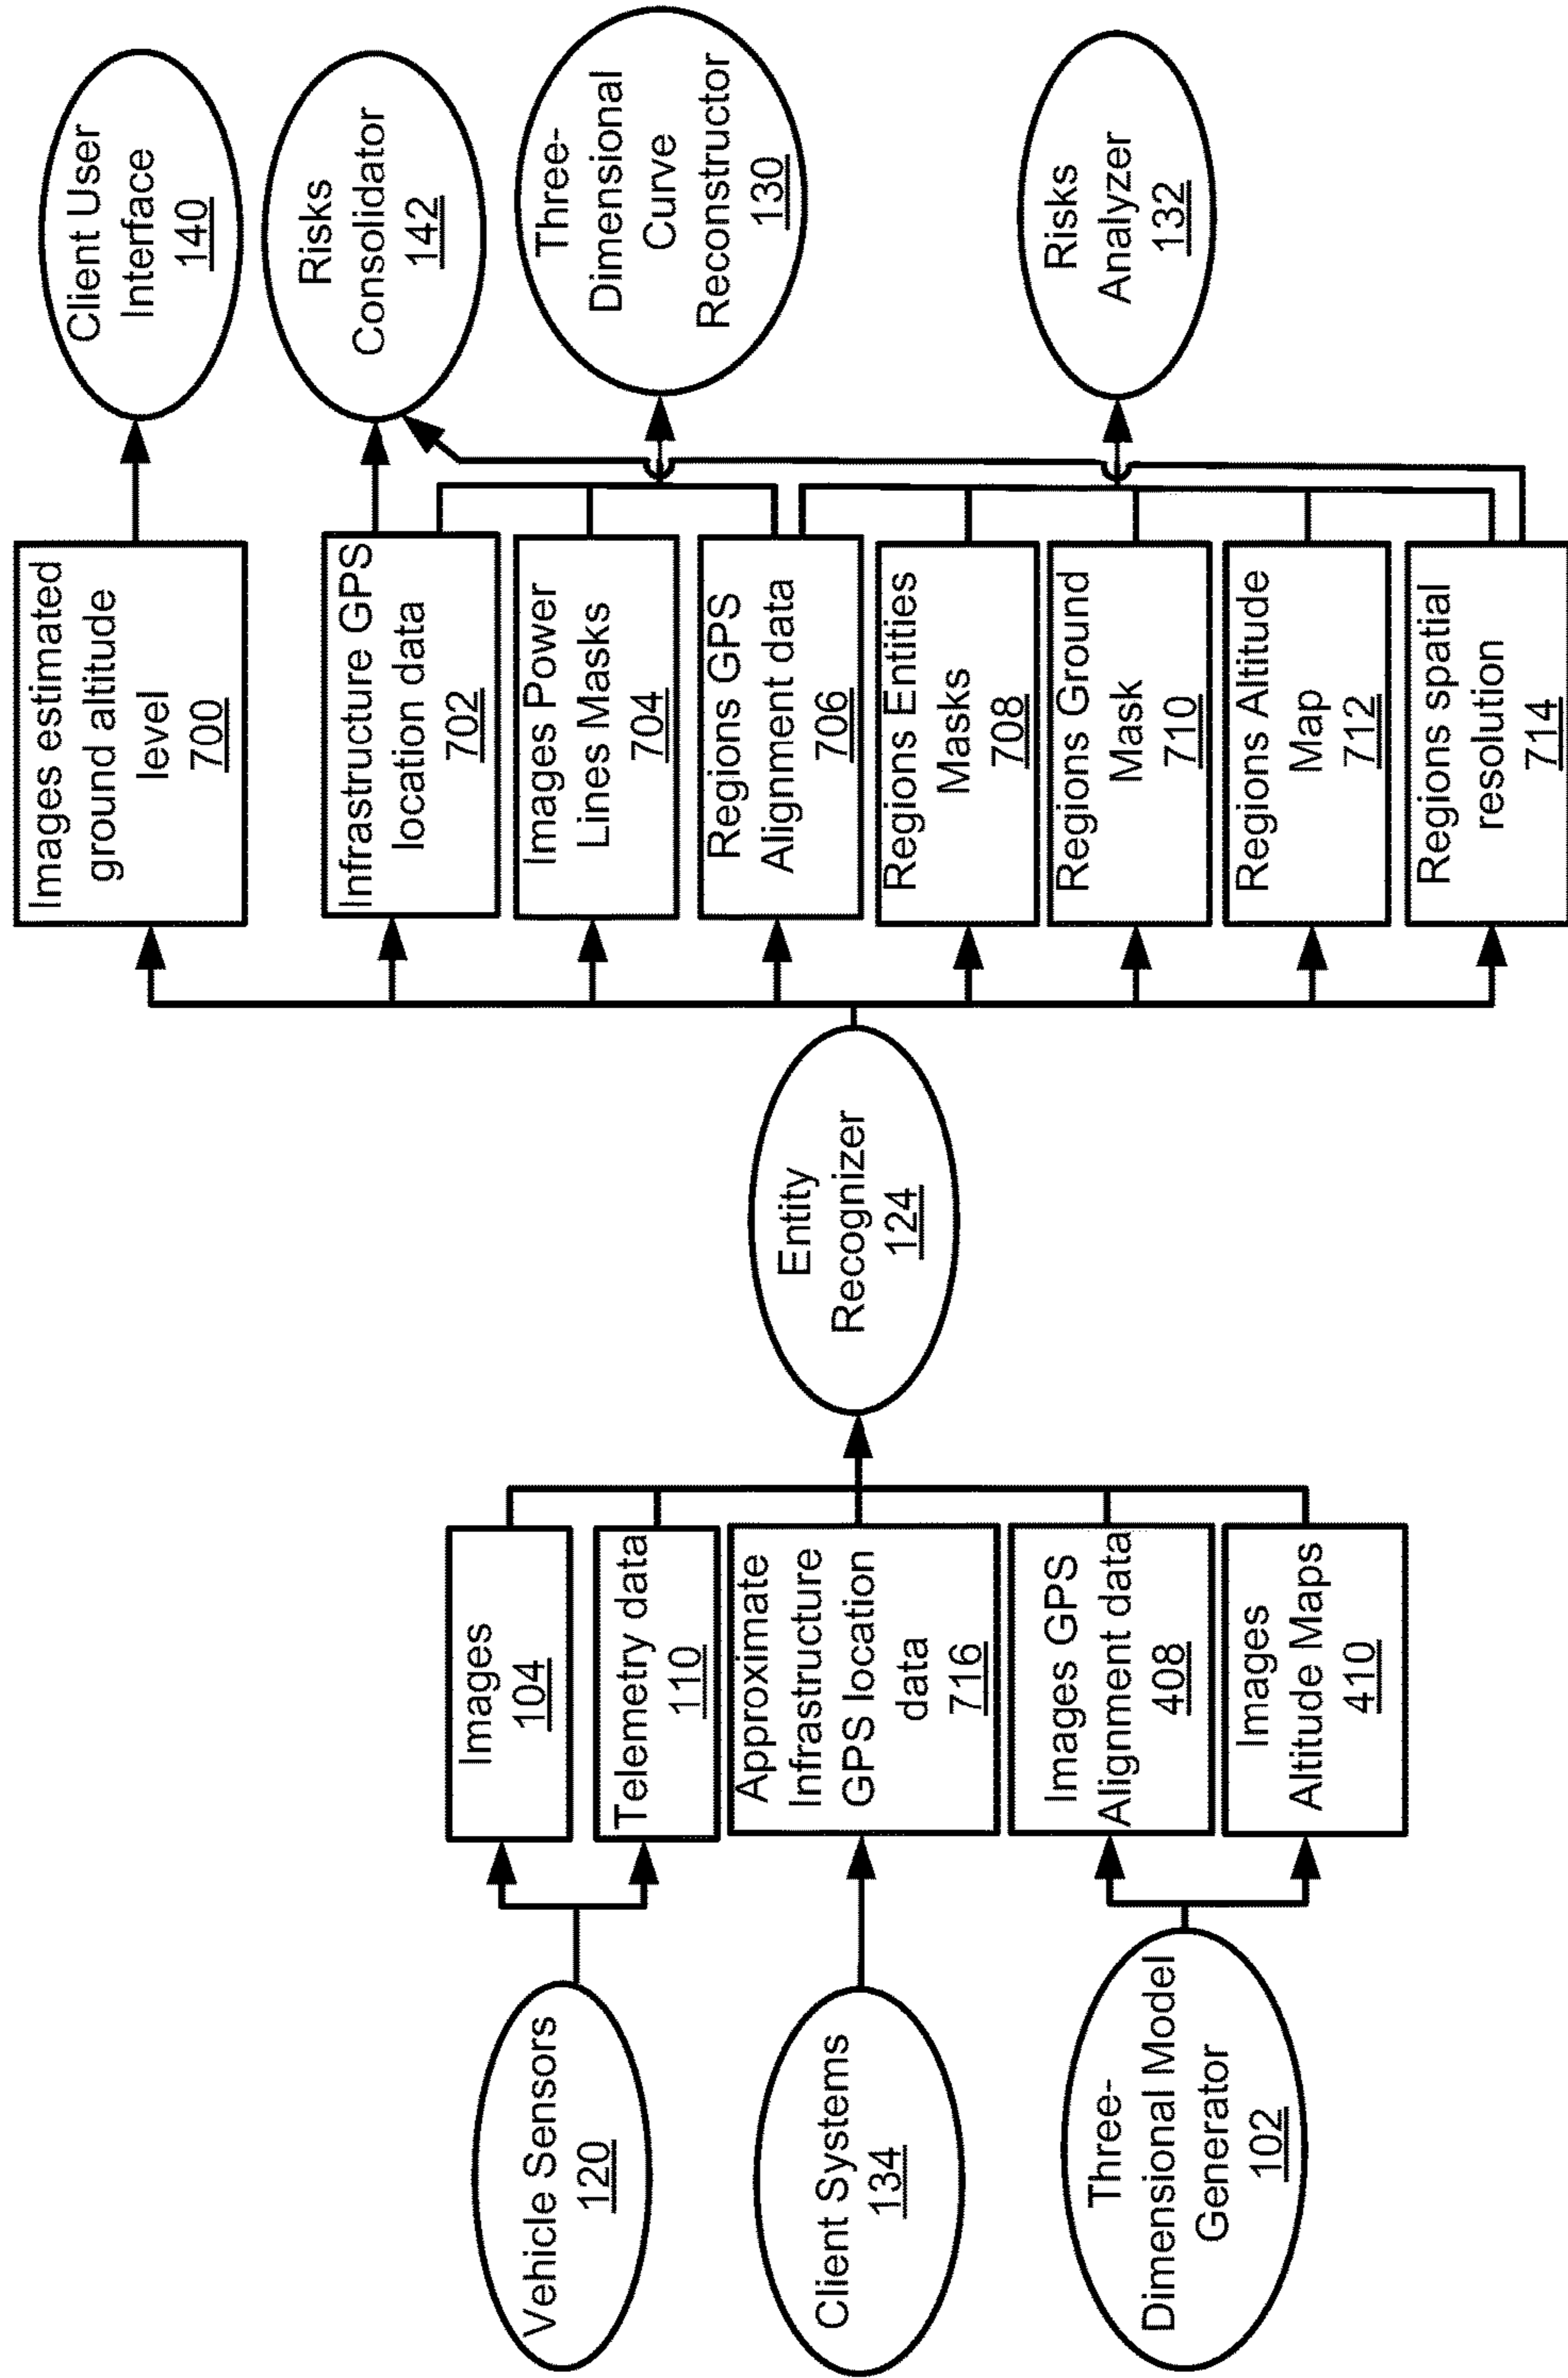 Vehicle Sensors
120
Client Systems
134
Three-
Dimensional Model
Generator
102
Images
104
Telemetry data
110
Approximate
Infrastructure
GPS location
data
716
Images GPS
Alignment data
408
Images
Altitude Maps
410
Entity
Recognizer
124
Images estimated
ground altitude
level
700
Infrastructure GPS
location data
702
Images Power
Lines Masks
704
Regions GPS
Alignment data
706
Regions Entities
Masks
708
Regions Ground
Mask
710
Regions Altitude
Map
712
Regions spatial
resolution
714
Client User
Interface
140
Risks
Consolidator
142
Three-
Dimensional
Curve
Reconstructor
130
Risks
Analyzer
132